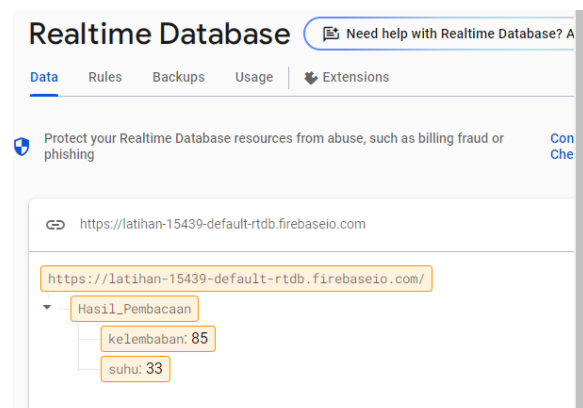 Realtime Database
Need help with Realtime Database? A
Data Rules Backups Usage Extensions
Protect your Realtime Database resources from abuse, such as billing fraud or Con
phishing Che
https://latihan-15439-default-rtdb.firebaseio.com
https://latihan-15439-default-rtdb.firebaseio.com/
Hasil_Pembacaan
kelembaban: 85
suhu: 33